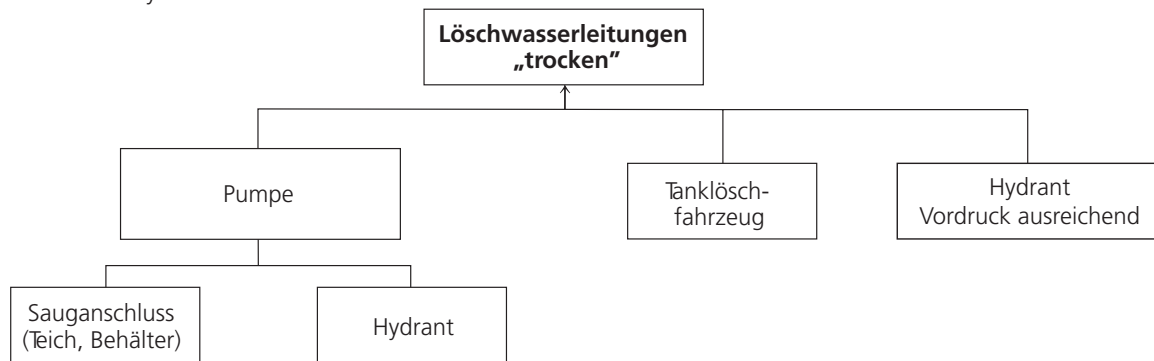 Löschwasserleitungen
„trocken”
Pumpe
Tanklösch-
fahrzeug
Hydrant
Vordruck ausreichend
Sauganschluss
(Teich, Behälter)
Hydrant